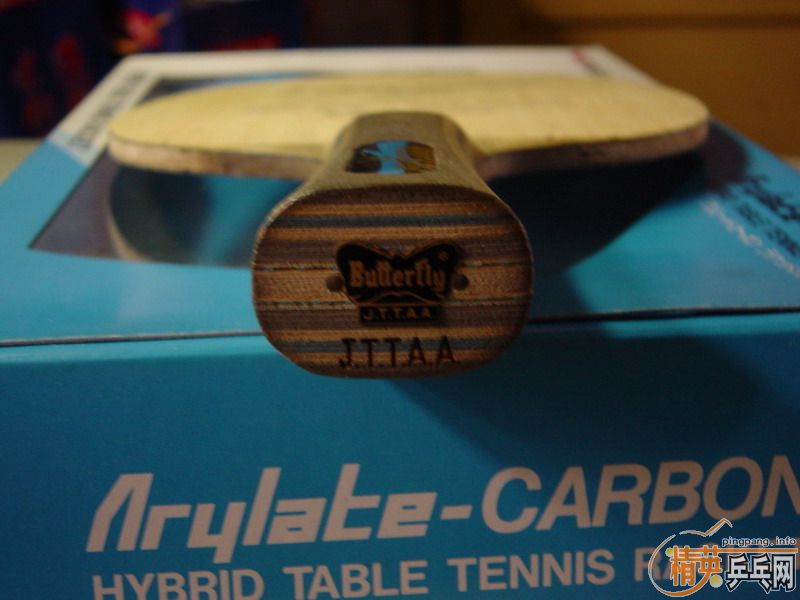 Butterfly®
J.T.T.A.A
J.T.T.A.A
Arylate-CARBON
HYBRID TABLE TENNIS
pingpang.info
精英乒乓网